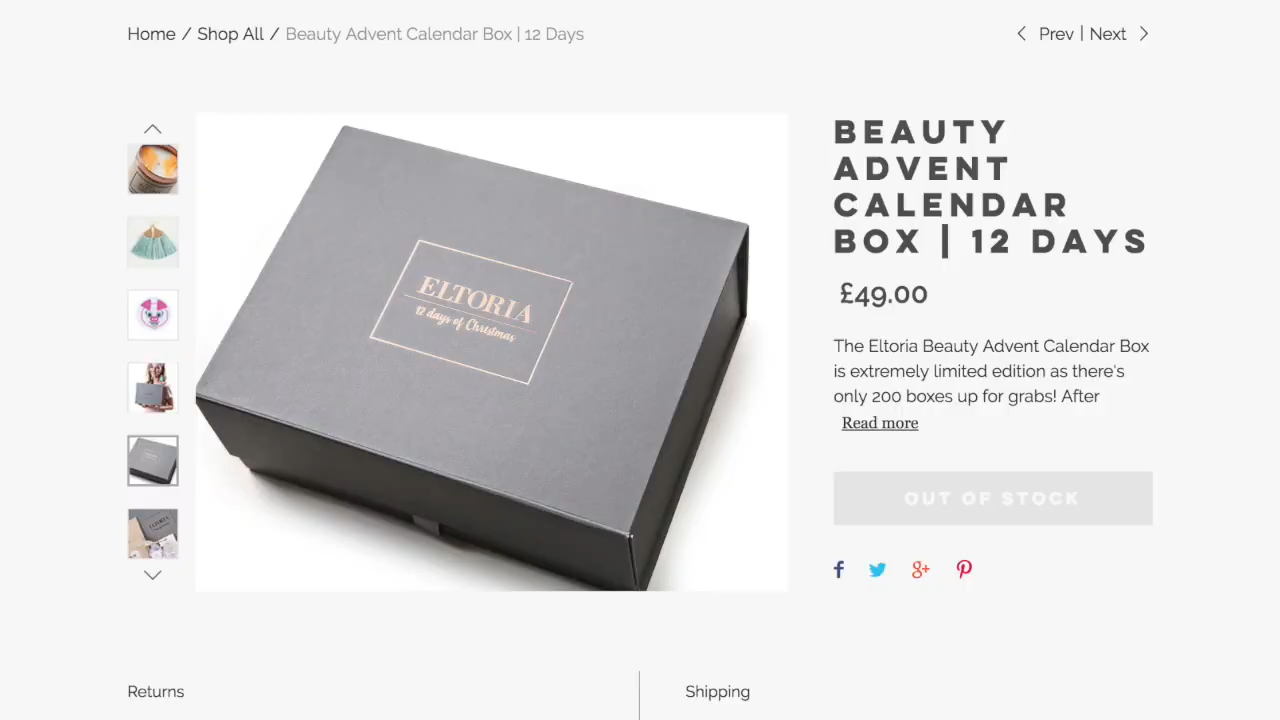 Home / Shop All / Beauty Advent Calendar Box | 12 Days
Prev | Next
ELTORIA
12 days of Christmas
BEAUTY
ADVENT
CALENDAR
BOX | 12 DAYS
£49.00
The Eltoria Beauty Advent Calendar Box
is extremely limited edition as there's
only 200 boxes up for grabs! After
Read more
OUT OF STOCK
Returns
Shipping